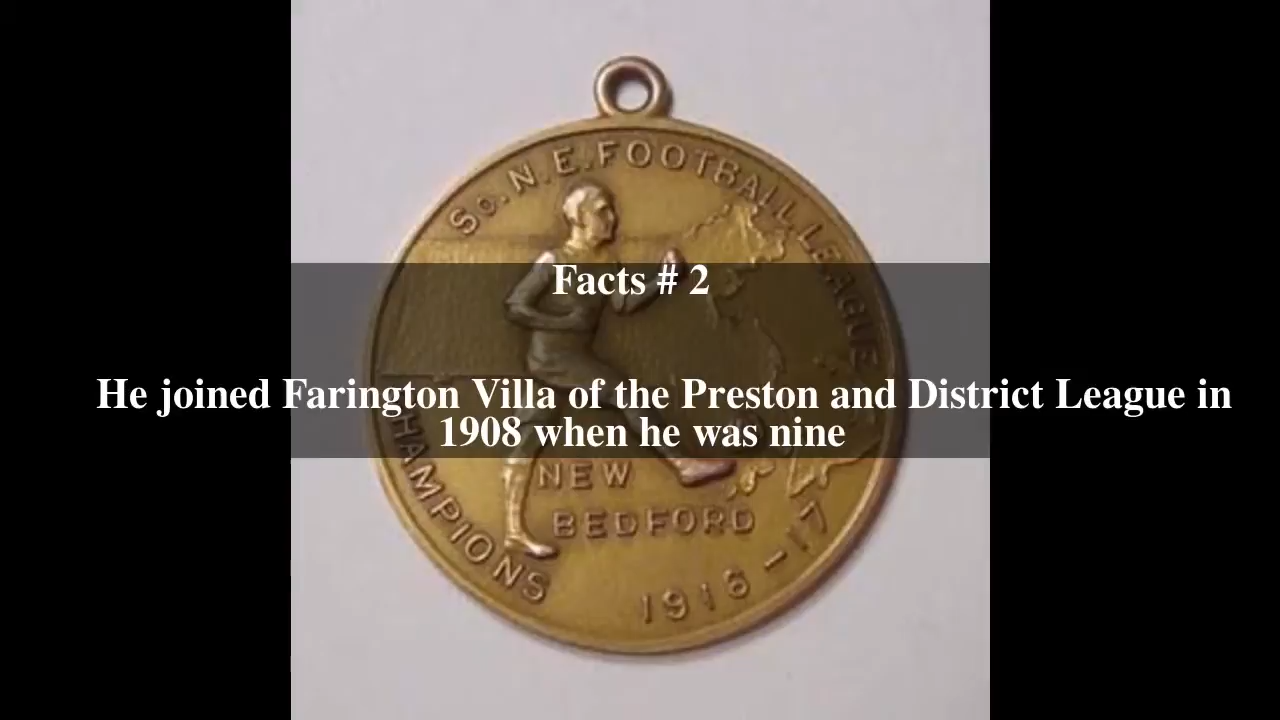 So. N. E. FOOTBALL LEAGUE
Facts # 2
He joined Farington Villa of the Preston and District League in
1908 when he was nine
CHAMPIONS
NEW
BEDFORD
1916-17